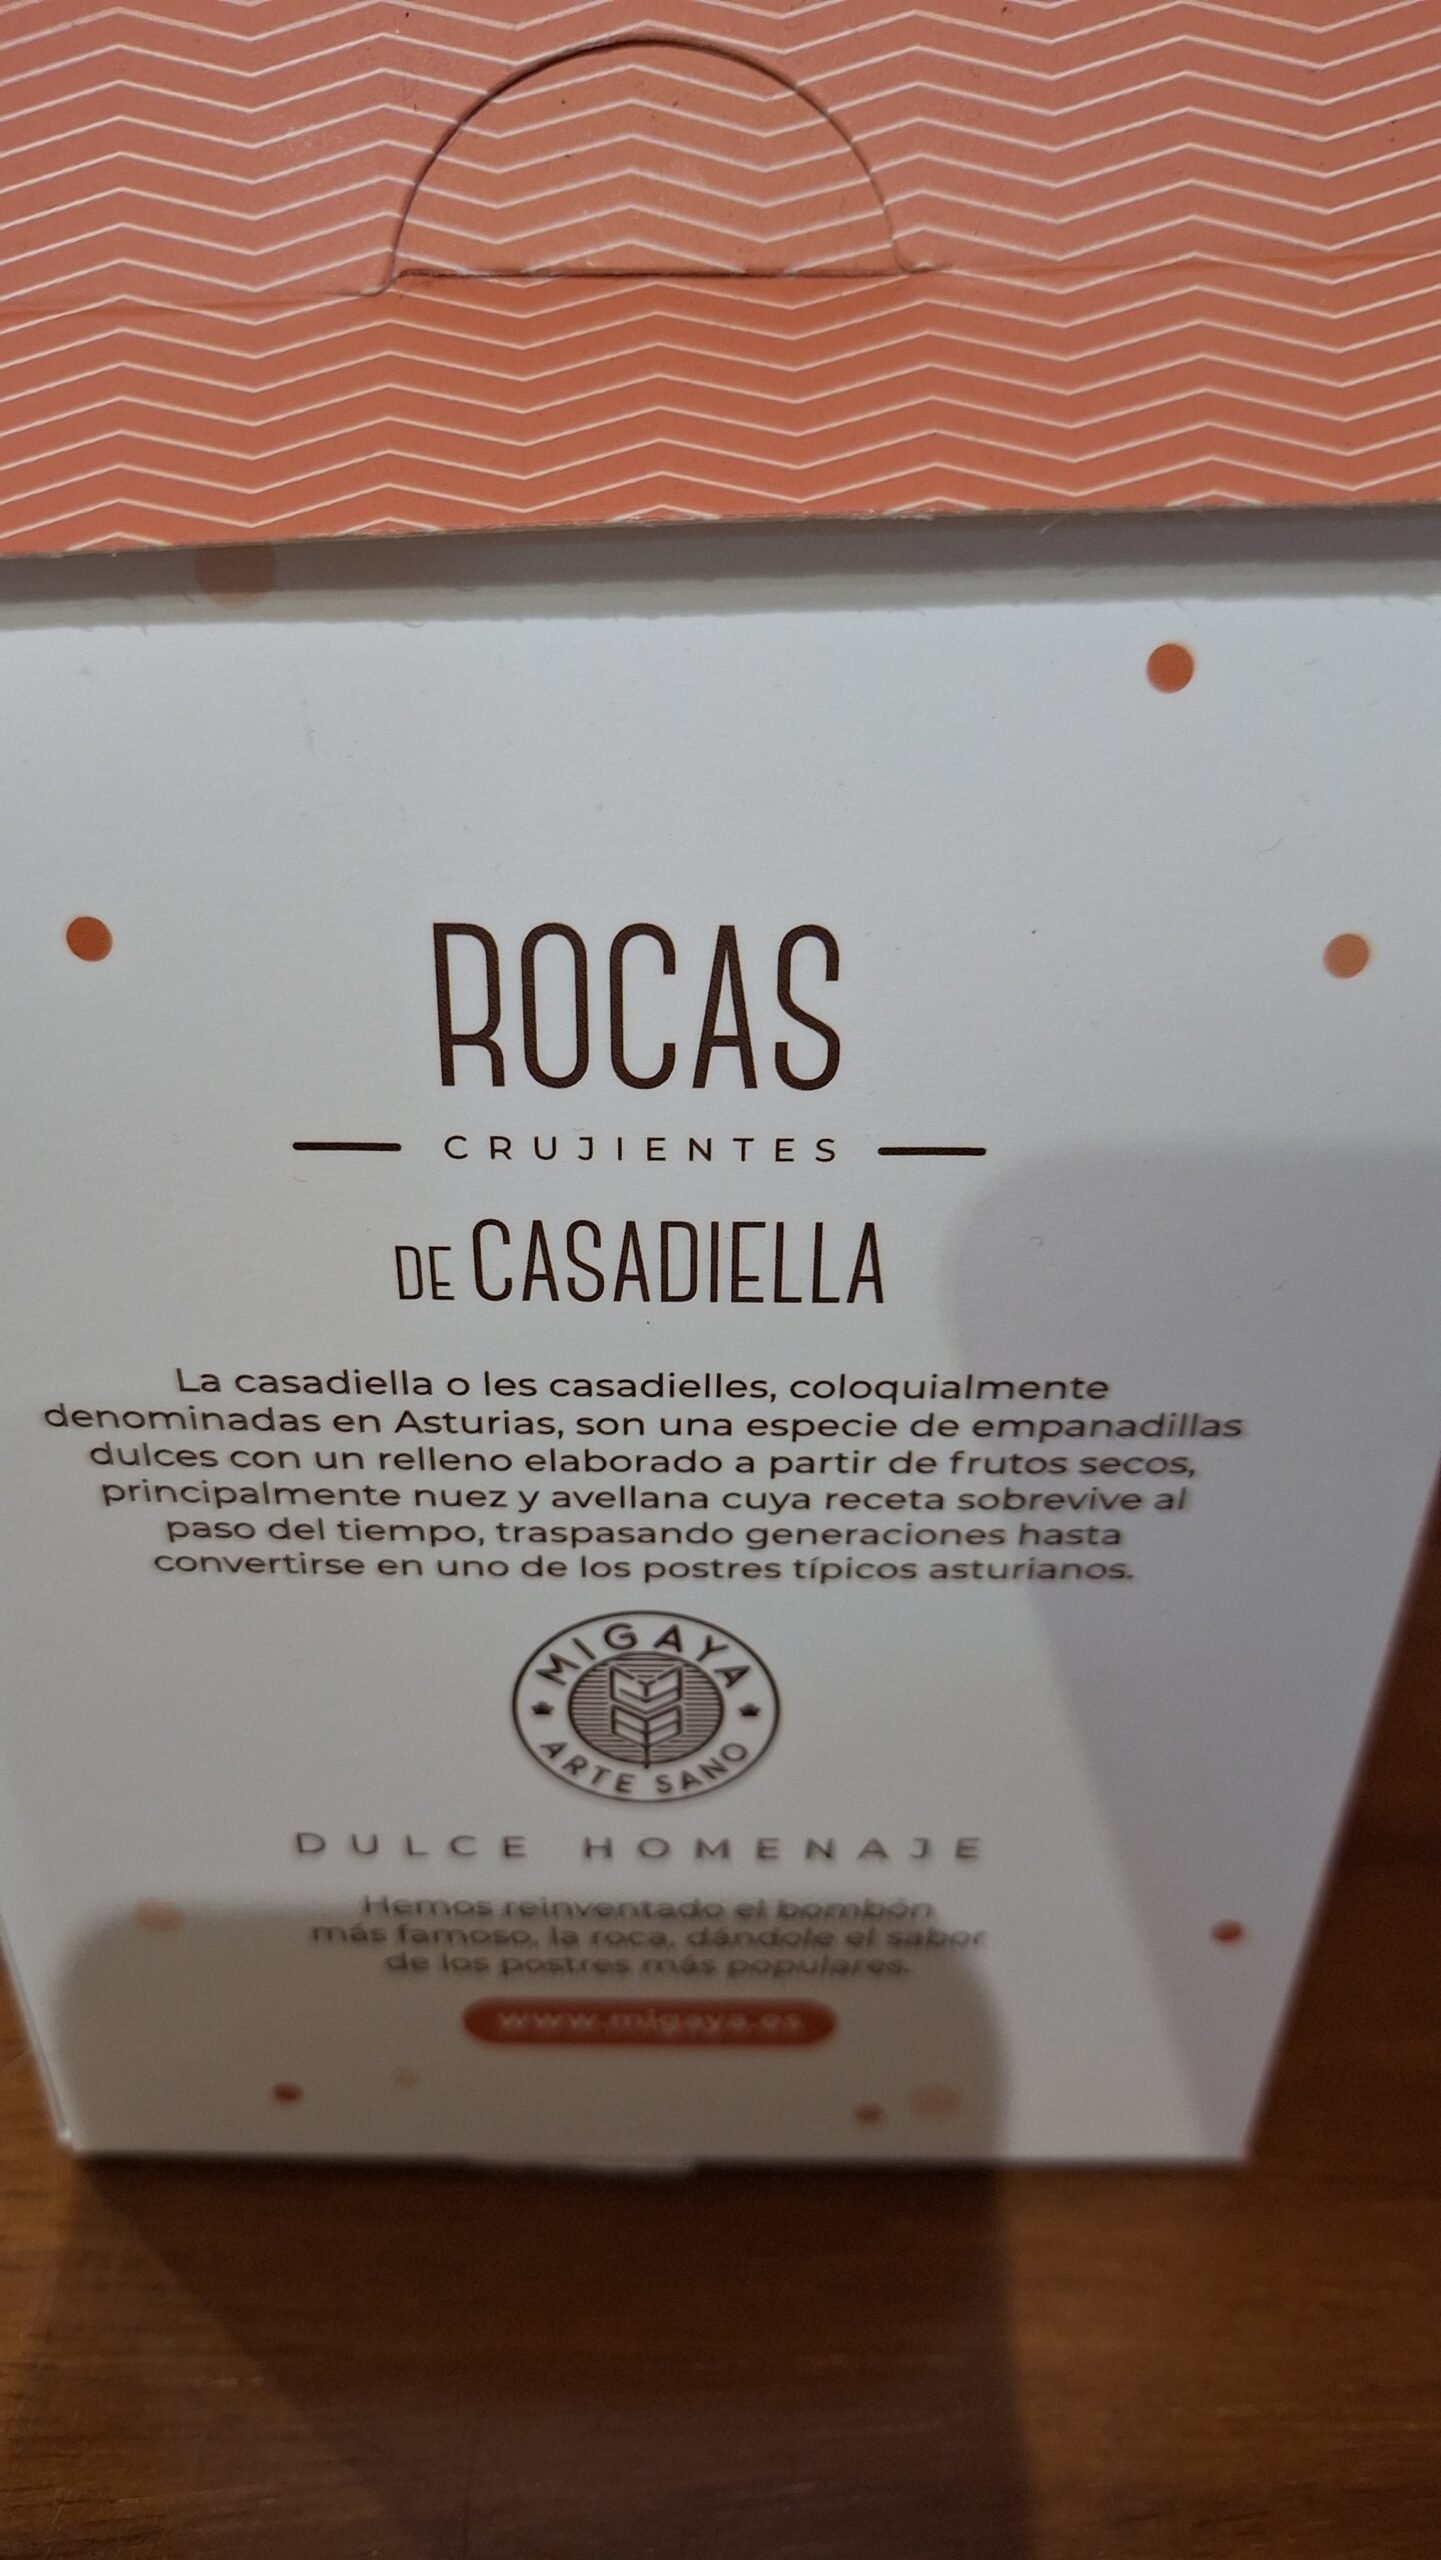 ROCAS
CRUJIENTES
DE CASADIELLA
La casadiella o les casadielles, coloquialmente
denominadas en Asturias, son una especie de empanadillas
dulces con un relleno elaborado a partir de frutos secos,
principalmente nuez y avellana cuya receta sobrevive al
paso del tiempo, traspasando generaciones hasta
convertirse en uno de los postres típicos asturianos.
MIGAYA
ARTE SANO
DULCE HOMENAJE
Hemos reinventado el bombón
más famoso, la roca, dándole el sabor
de los postres más populares.
www.migaya.es